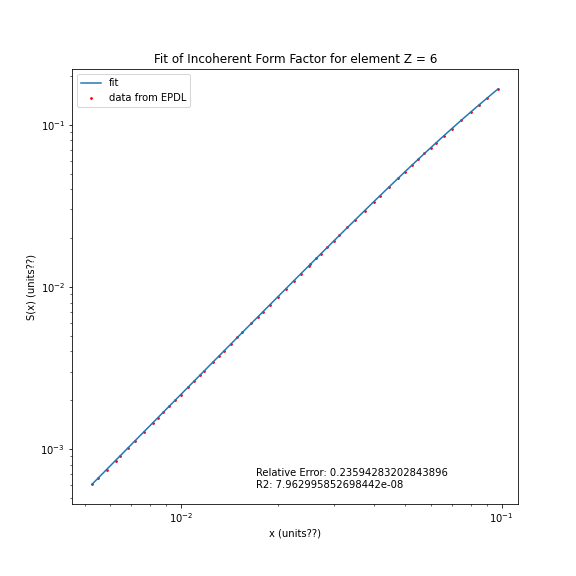 Fit of Incoherent Form Factor for element Z = 6
fit
data from EPDL
10⁻¹
10⁻²
10⁻³
S(x) (units??)
Relative Error: 0.23594283202843896
R2: 7.962995852698442e-08
10⁻² 10⁻¹
x (units??)